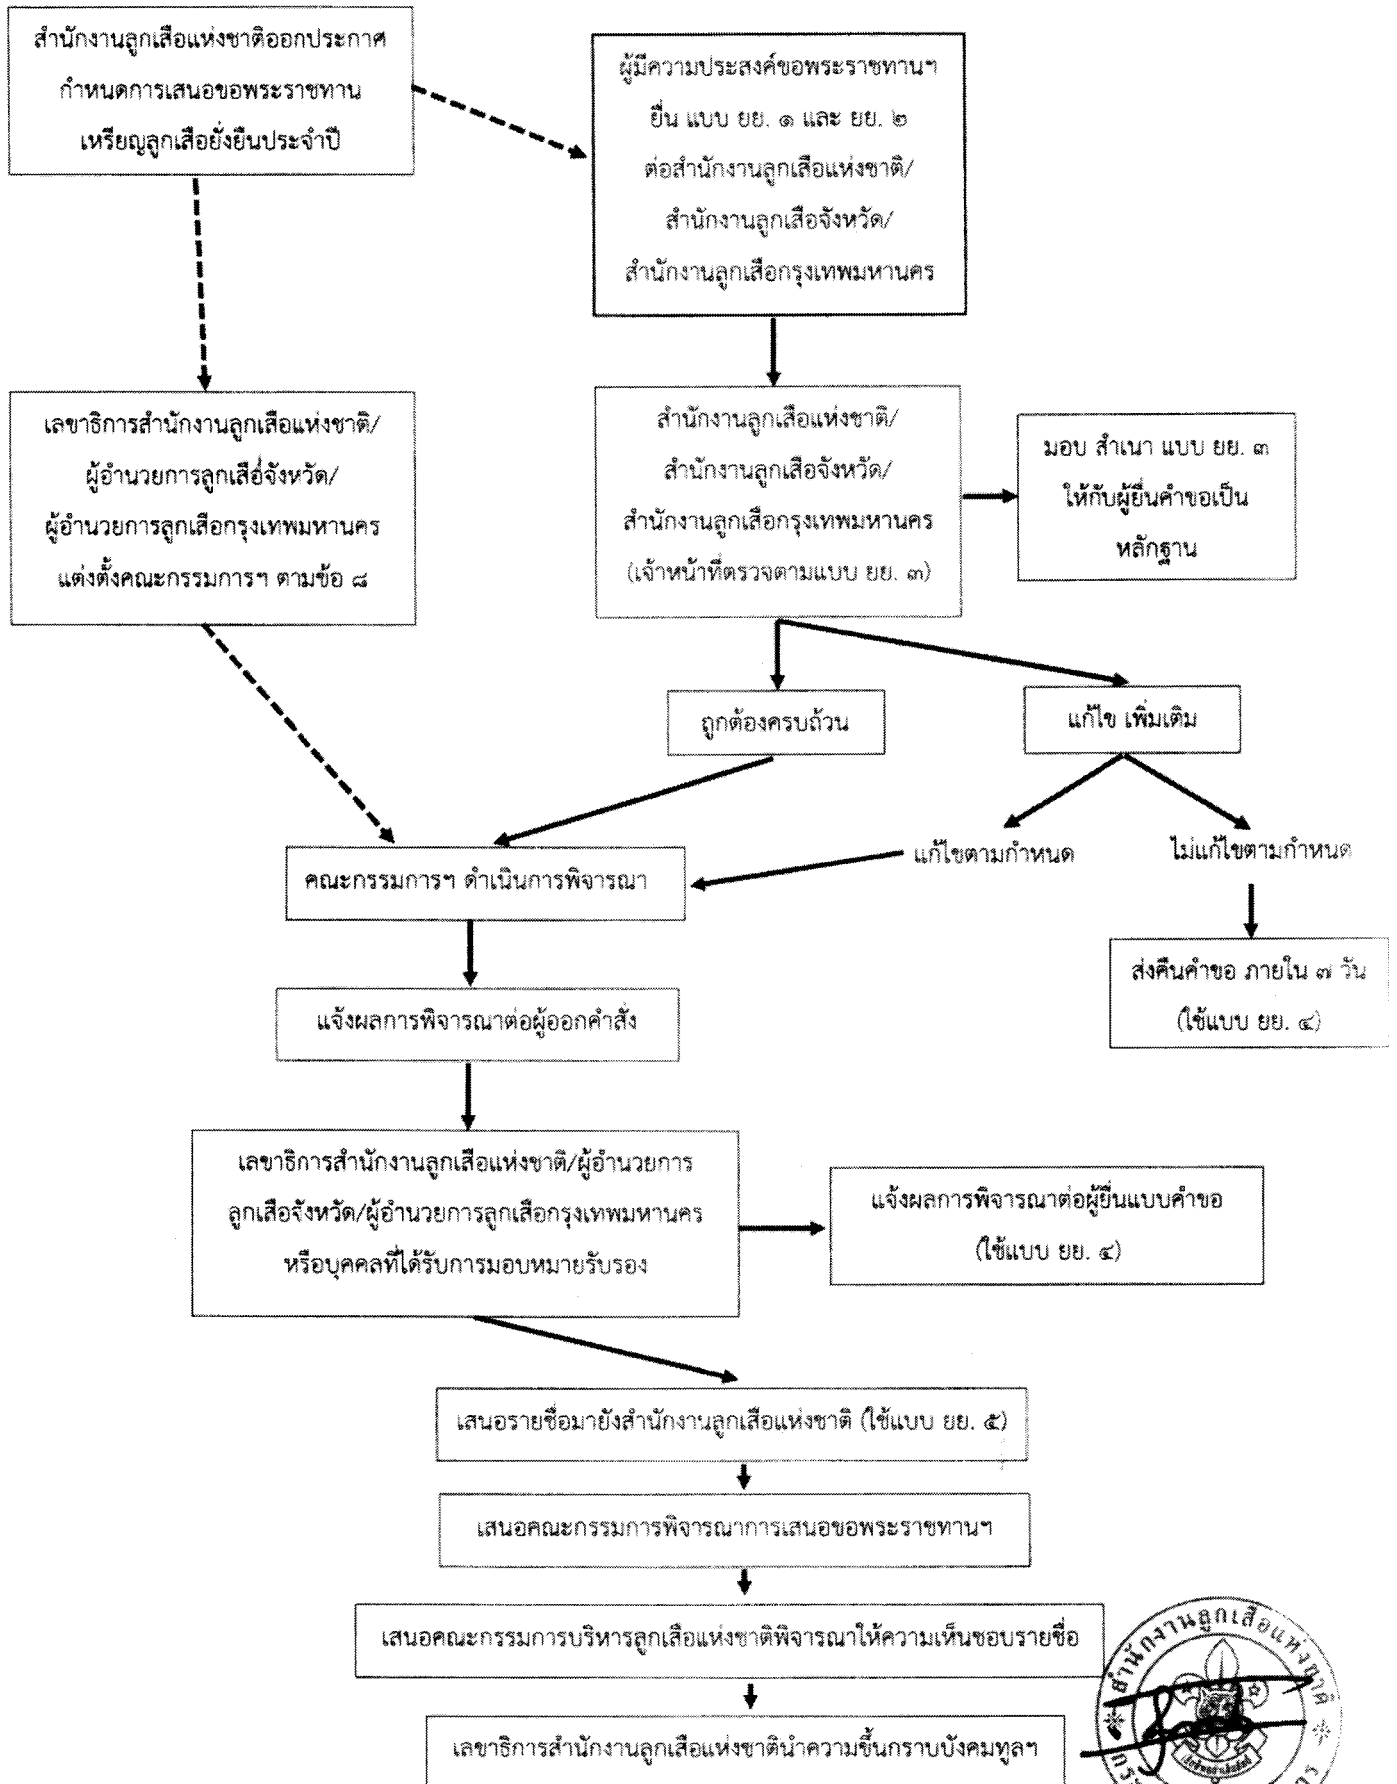 สำนักงานลูกเสือแห่งชาติออกประกาศ
กำหนดการเสนอขอพระราชทาน
เหรียญลูกเสือยั่งยืนประจำปี
ผู้มีความประสงค์ขอพระราชทานฯ
ยื่น แบบ ยย. ๑ และ ยย. ๒
ต่อสำนักงานลูกเสือแห่งชาติ/
สำนักงานลูกเสือจังหวัด/
สำนักงานลูกเสือกรุงเทพมหานคร
เลขาธิการสำนักงานลูกเสือแห่งชาติ/
ผู้อำนวยการลูกเสือจังหวัด/
ผู้อำนวยการลูกเสือกรุงเทพมหานคร
แต่งตั้งคณะกรรมการฯ ตามข้อ ๘
สำนักงานลูกเสือแห่งชาติ/
สำนักงานลูกเสือจังหวัด/
สำนักงานลูกเสือกรุงเทพมหานคร
(เจ้าหน้าที่ตรวจตามแบบ ยย. ๓)
มอบ สำเนา แบบ ยย. ๓
ให้กับผู้ยื่นคำขอเป็น
หลักฐาน
ถูกต้องครบถ้วน
แก้ไข เพิ่มเติม
แก้ไขตามกำหนด
ไม่แก้ไขตามกำหนด
คณะกรรมการฯ ดำเนินการพิจารณา
ส่งคืนคำขอ ภายใน ๗ วัน
(ใช้แบบ ยย. ๔)
แจ้งผลการพิจารณาต่อผู้ออกคำสั่ง
เลขาธิการสำนักงานลูกเสือแห่งชาติ/ผู้อำนวยการ
ลูกเสือจังหวัด/ผู้อำนวยการลูกเสือกรุงเทพมหานคร
หรือบุคคลที่ได้รับการมอบหมายรับรอง
แจ้งผลการพิจารณาต่อผู้ยื่นแบบคำขอ
(ใช้แบบ ยย. ๔)
เสนอรายชื่อมายังสำนักงานลูกเสือแห่งชาติ (ใช้แบบ ยย. ๕)
เสนอคณะกรรมการพิจารณาการเสนอขอพระราชทานฯ
เสนอคณะกรรมการบริหารลูกเสือแห่งชาติพิจารณาให้ความเห็นชอบรายชื่อ
เลขาธิการสำนักงานลูกเสือแห่งชาตินำความขึ้นกราบบังคมทูลฯ
สำนักงานลูกเสือแห่งชาติ